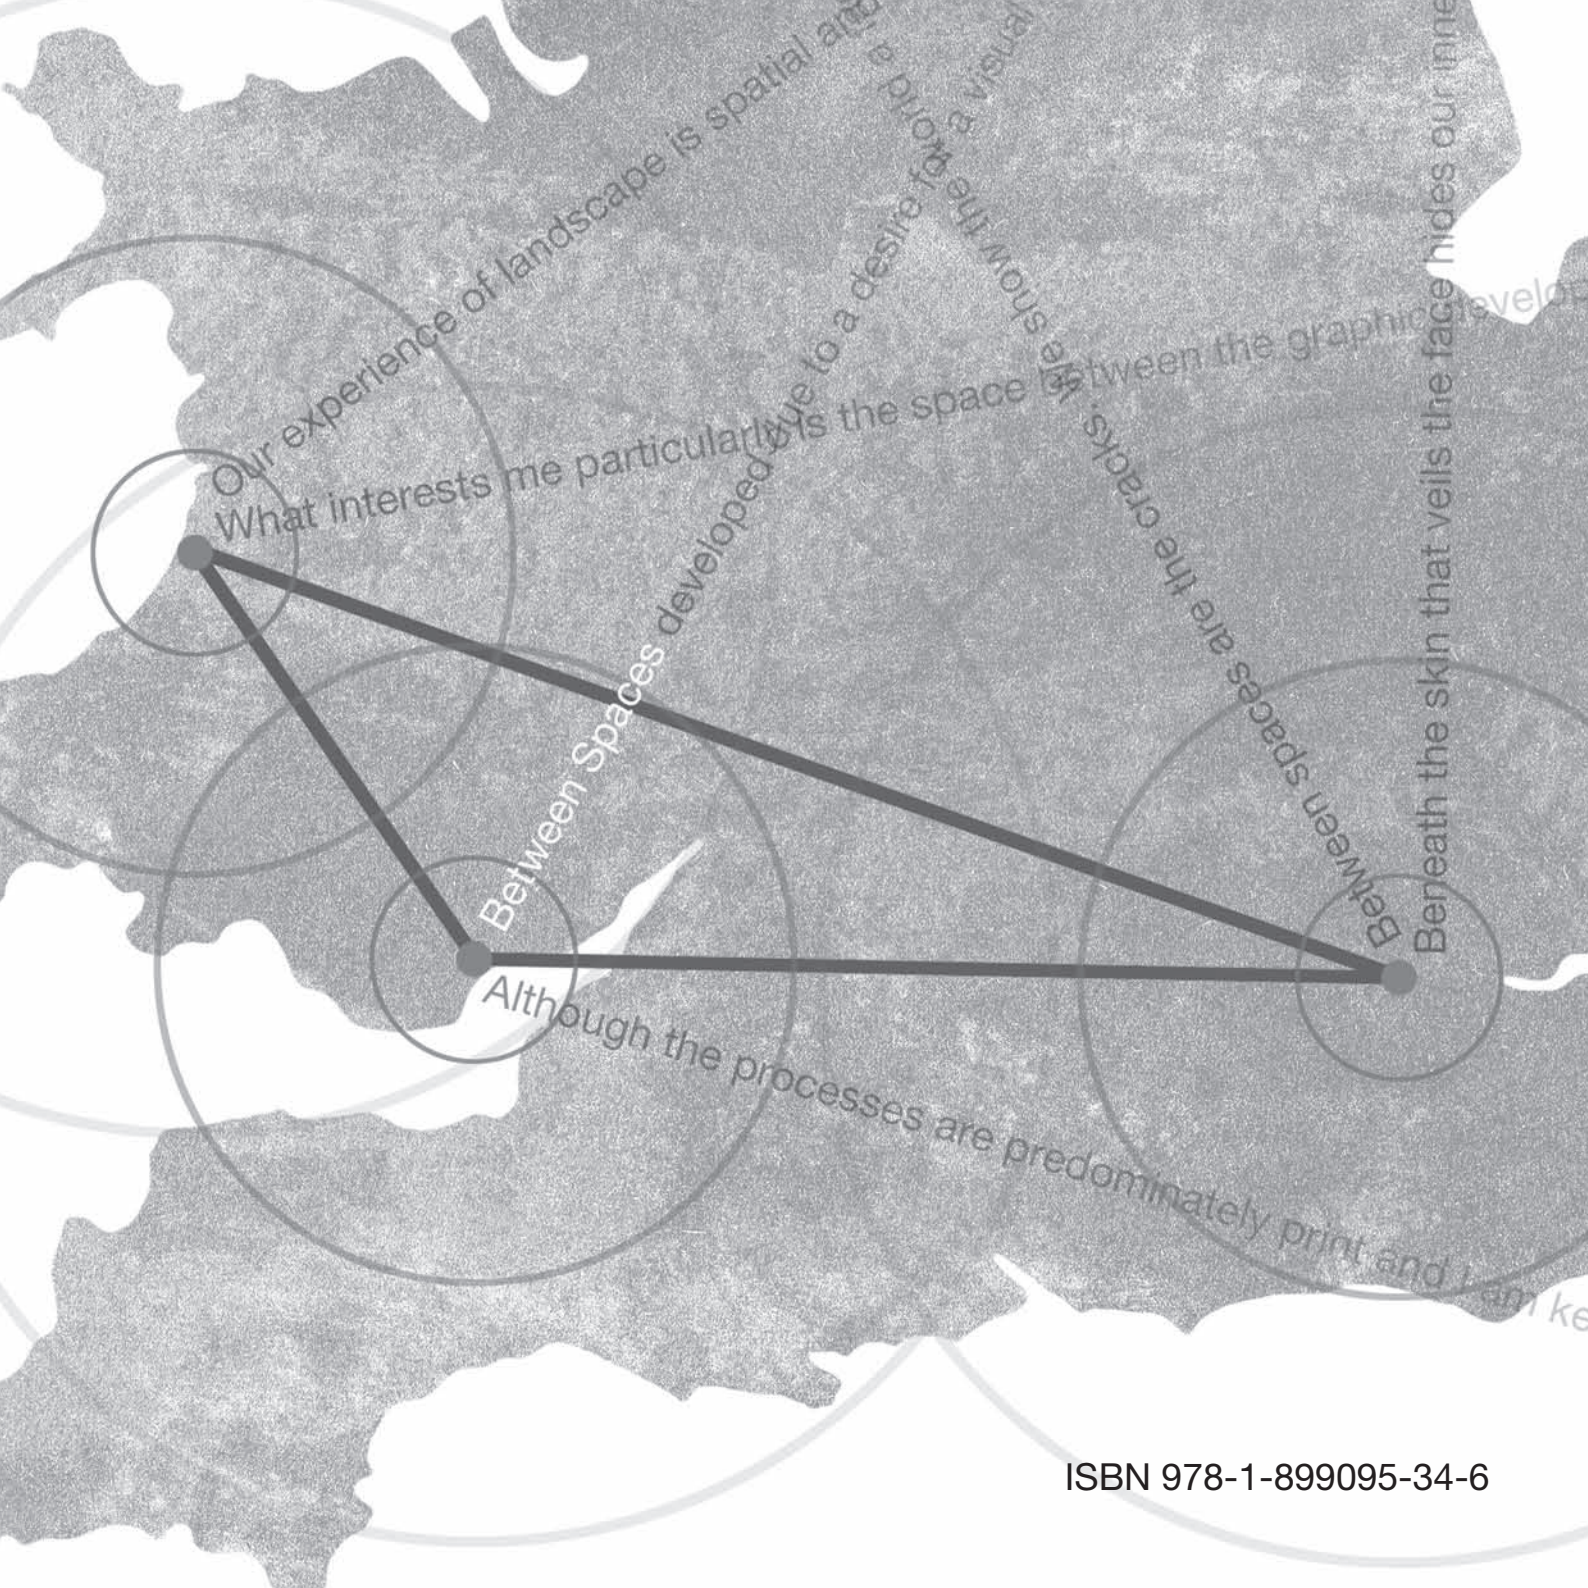 Our experience of landscape is spatial and
What interests me particularly is the space between the graphic develop
Between Spaces developed due to a desire for a visual
Between spaces are the cracks. We show the world a
Beneath the skin that veils the face hides our inne
Although the processes are predominately print and I am ke
ISBN 978-1-899095-34-6